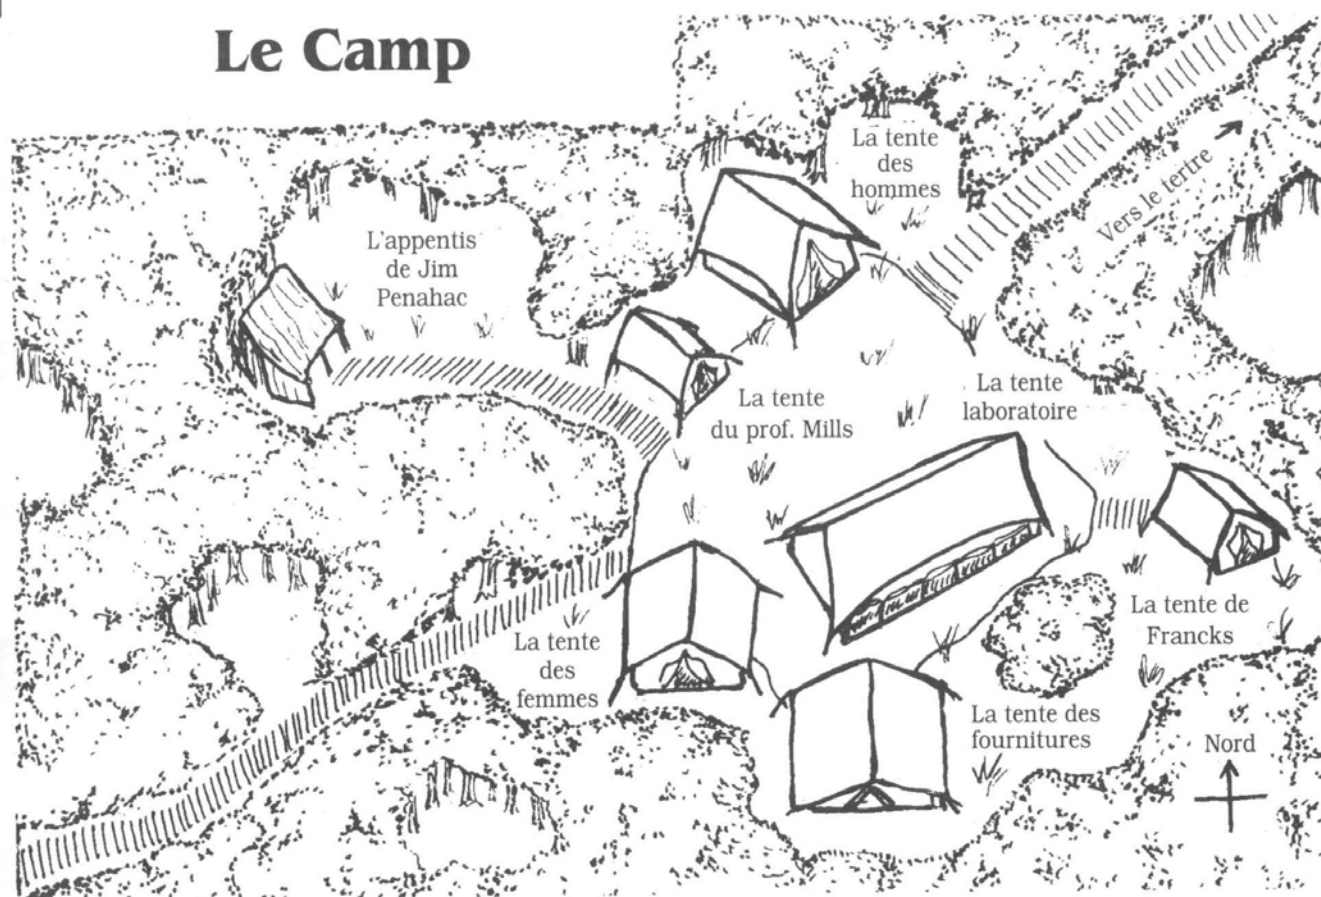 Le Camp
La tente
des
hommes
Vers le tertre
L'appentis
de Jim
Penahac
La tente
du prof. Mills
La tente
laboratoire
La tente
des
femmes
La tente de
Francks
La tente des
fournitures
Nord